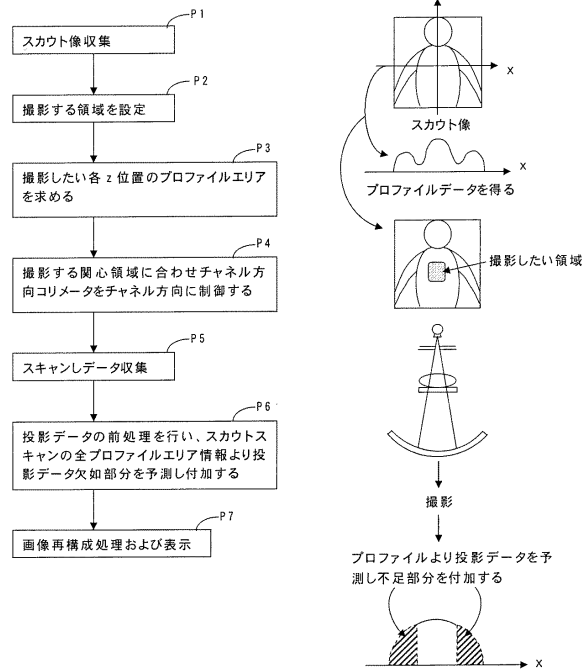 P1
スカウト像収集
P2
撮影する領域を設定
P3
撮影したい各z位置のプロファイルエリア
を求める
P4
撮影する関心領域に合わせチャネル方
向コリメータをチャネル方向に制御する
P5
スキャンしデータ収集
P6
投影データの前処理を行い、スカウトス
キャンの全プロファイルエリア情報より投
影データ欠如部分を予測し付加する
P7
画像再構成処理および表示
x
スカウト像
x
プロファイルデータを得る
撮影したい領域
撮影
プロファイルより投影データを予
測し不足部分を付加する
x